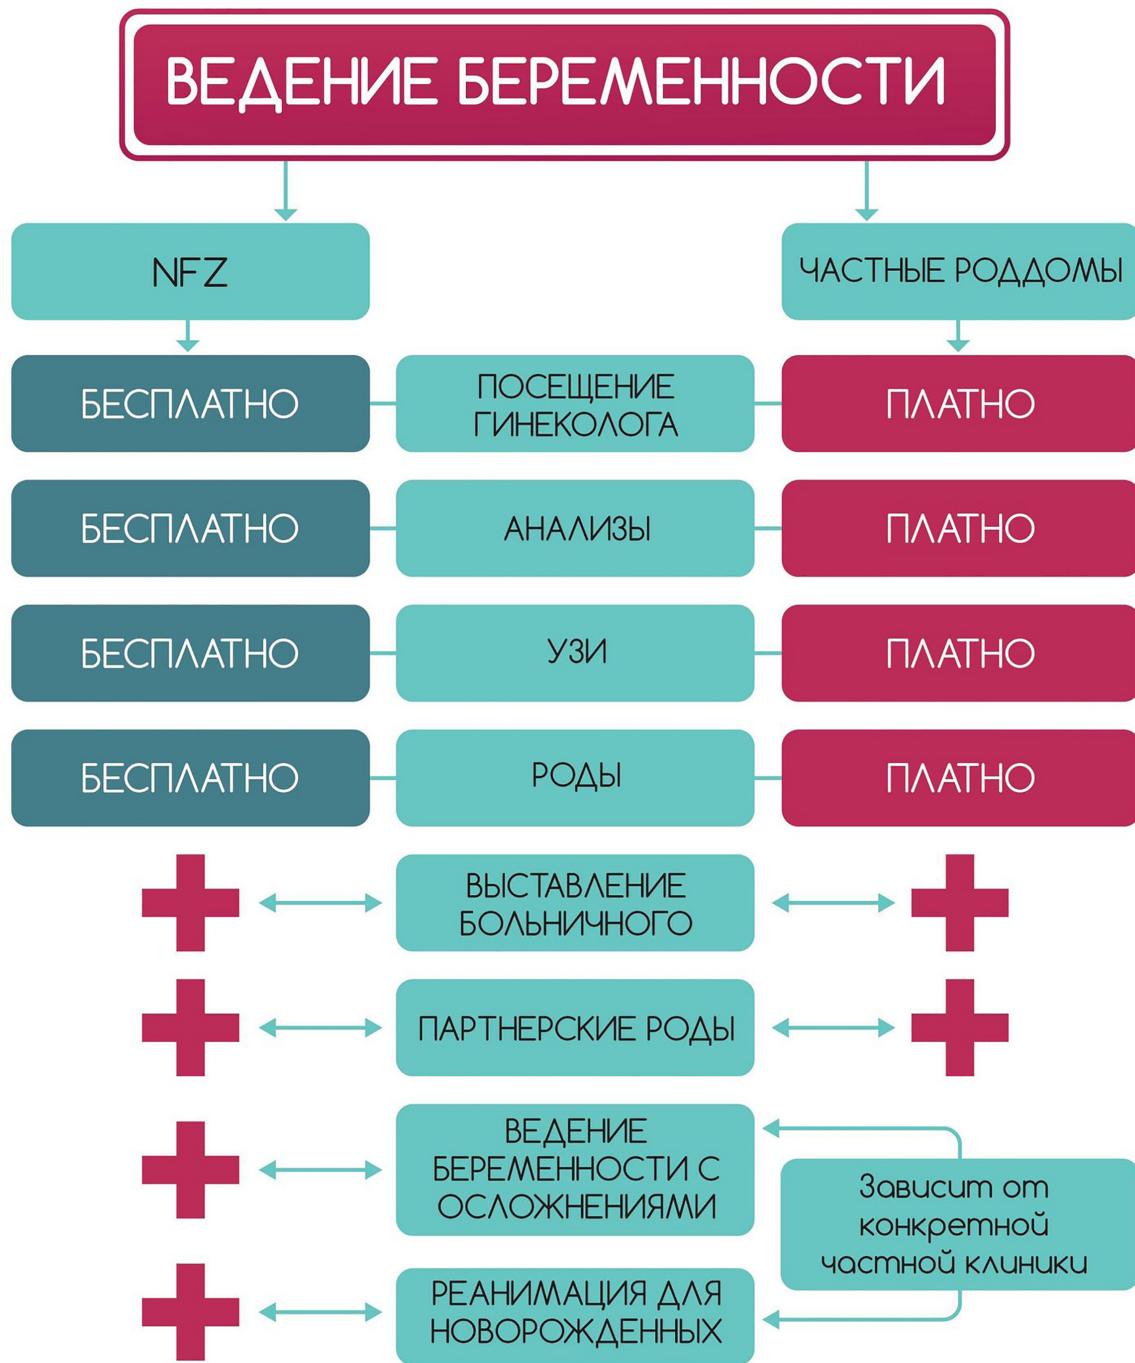 ВЕДЕНИЕ БЕРЕМЕННОСТИ
NFZ
ЧАСТНЫЕ РОДДОМЫ
БЕСПЛАТНО
ПОСЕЩЕНИЕ
ГИНЕКОЛОГА
ПЛАТНО
БЕСПЛАТНО
АНАЛИЗЫ
ПЛАТНО
БЕСПЛАТНО
УЗИ
ПЛАТНО
БЕСПЛАТНО
РОДЫ
ПЛАТНО
ВЫСТАВЛЕНИЕ
БОЛЬНИЧНОГО
ПАРТНЕРСКИЕ РОДЫ
ВЕДЕНИЕ
БЕРЕМЕННОСТИ С
ОСЛОЖНЕНИЯМИ
Зависит от
конкретной
частной клиники
РЕАНИМАЦИЯ ДЛЯ
НОВОРОЖДЕННЫХ